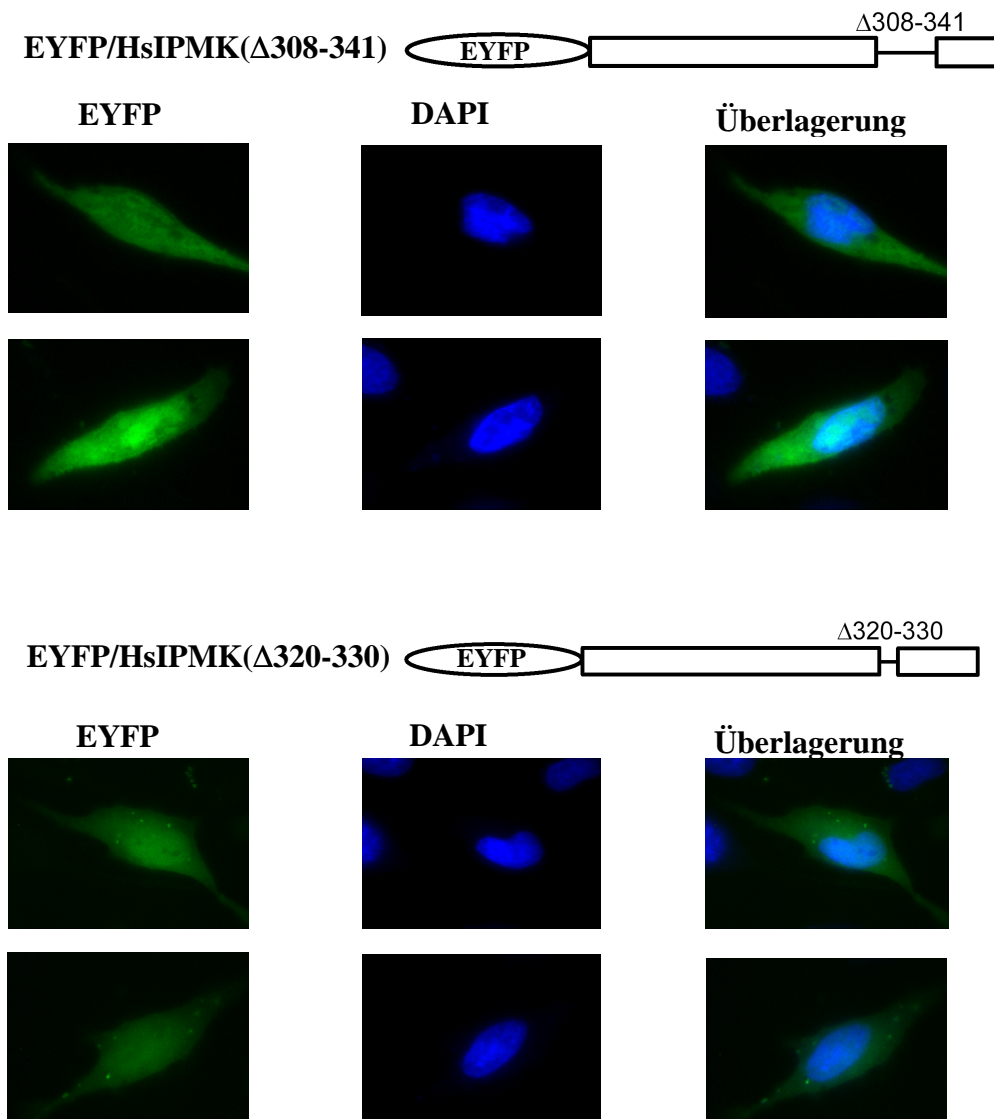 Δ308-341
EYFP/HsIPMK(Δ308-341) EYFP
EYFP DAPI Überlagerung
Δ320-330
EYFP/HsIPMK(Δ320-330) EYFP
EYFP DAPI Überlagerung